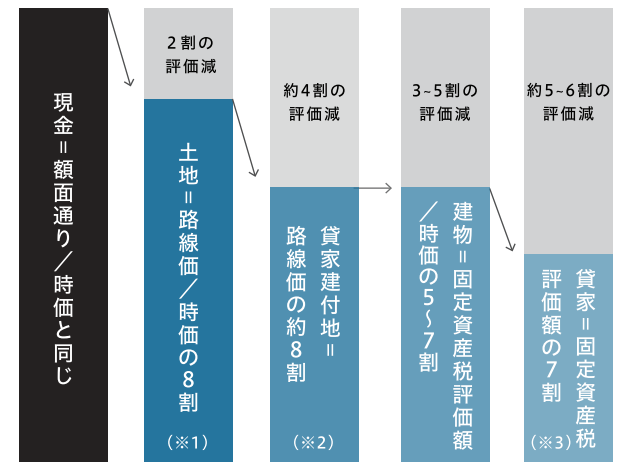 現金＝額面通り／時価と同じ
2割の
評価減
土地＝路線価／時価の8割
（※1）
約4割の
評価減
貸家建付地＝
路線価の約8割
（※2）
3~5割の
評価減
建物＝固定資産税評価額
／時価の5～7割
約5~6割の
評価減
貸家＝固定資産税
評価額の7割
（※3）